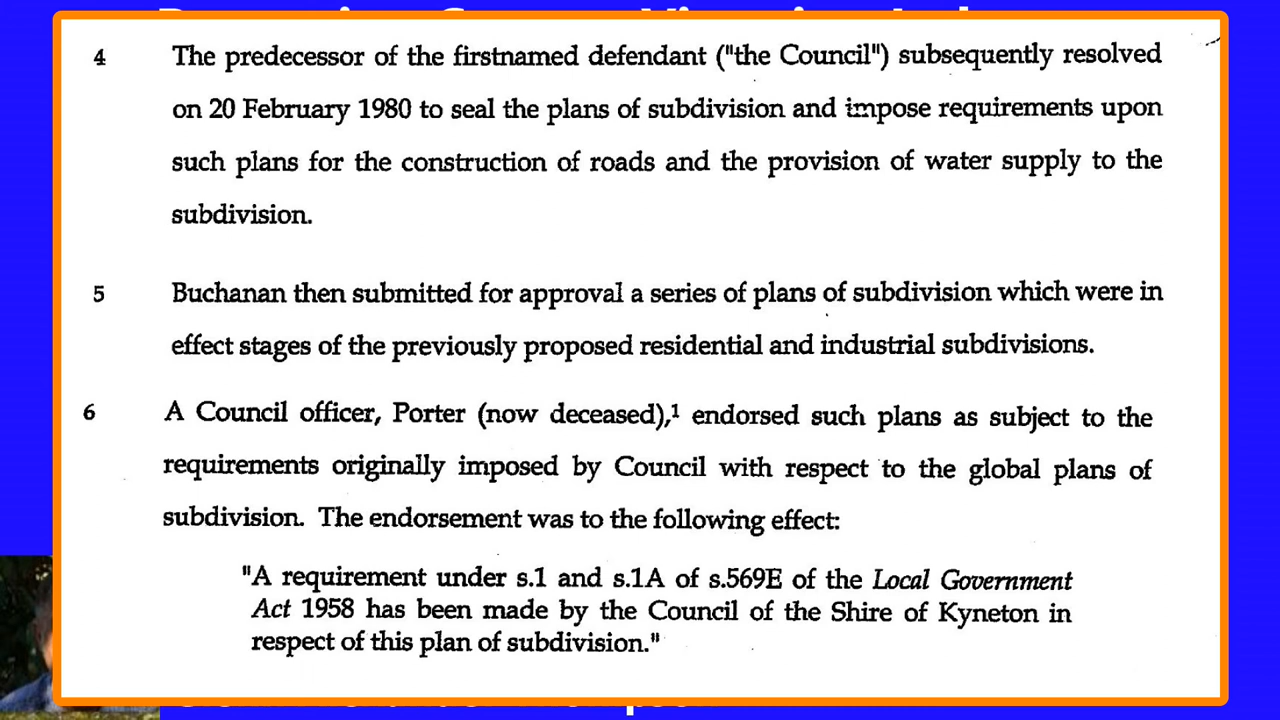 4 The predecessor of the firstnamed defendant ("the Council") subsequently resolved
on 20 February 1980 to seal the plans of subdivision and impose requirements upon
such plans for the construction of roads and the provision of water supply to the
subdivision.
5 Buchanan then submitted for approval a series of plans of subdivision which were in
effect stages of the previously proposed residential and industrial subdivisions.
6 A Council officer, Porter (now deceased),¹ endorsed such plans as subject to the
requirements originally imposed by Council with respect to the global plans of
subdivision. The endorsement was to the following effect:
"A requirement under s.1 and s.1A of s.569E of the Local Government
Act 1958 has been made by the Council of the Shire of Kyneton in
respect of this plan of subdivision."